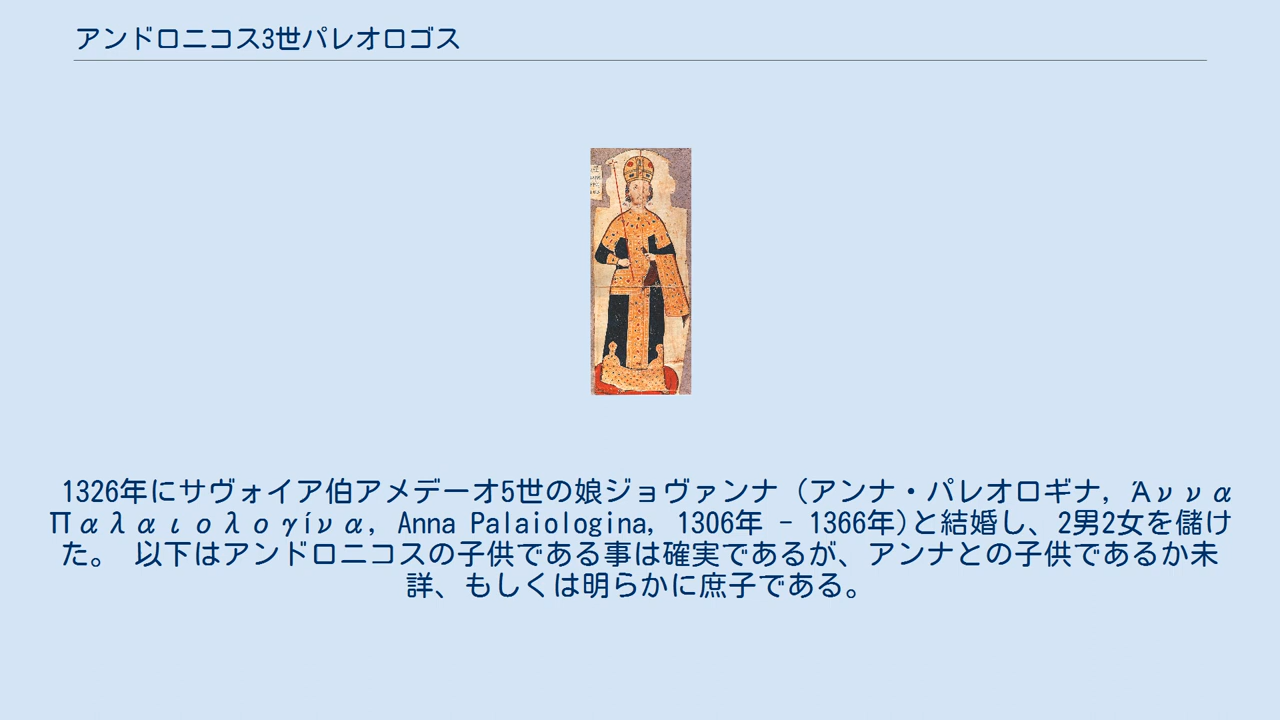 アンドロニコス3世パレオロゴス
1326年にサヴォイア伯アメデーオ5世の娘ジョヴァンナ (アンナ・パレオロギナ, Άννα
Παλαιολογίνα, Anna Palaiologina, 1306年 - 1366年)と結婚し、2男2女を儲け
た。 以下はアンドロニコスの子供である事は確実であるが、アンナとの子供であるか未
詳、もしくは明らかに庶子である。